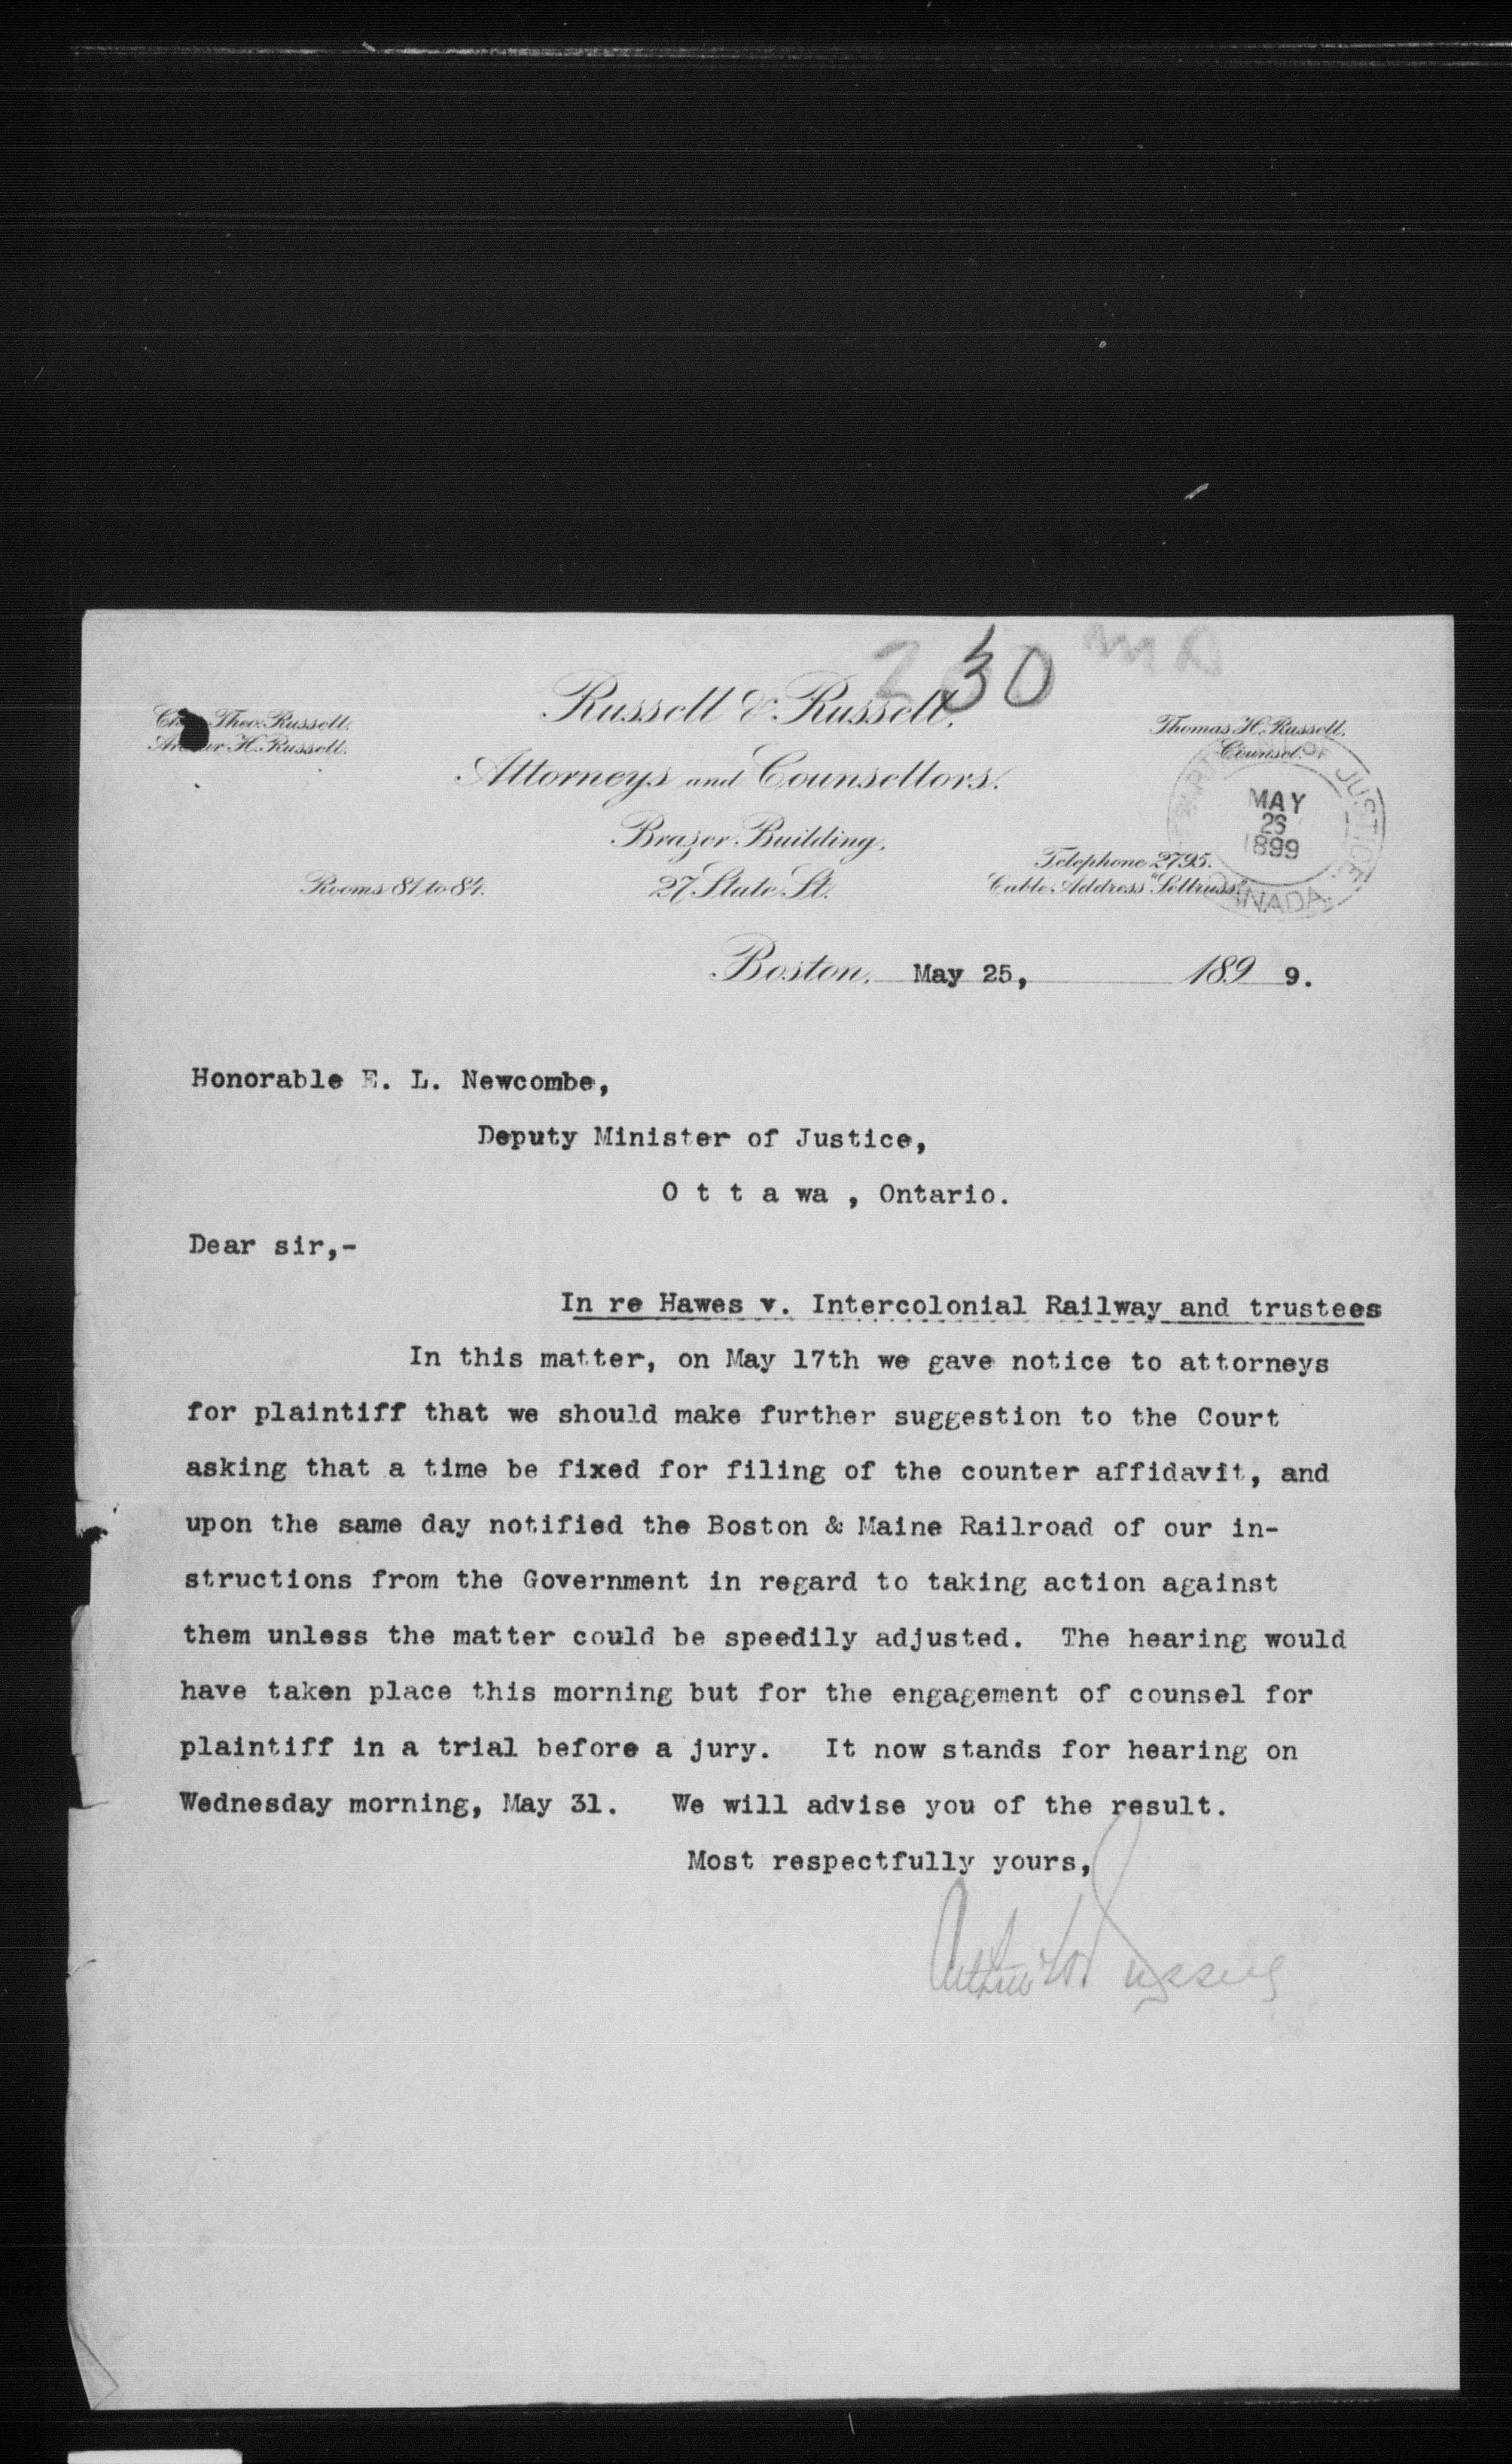 30
Russell & Russell,
Theo. Russell.
Arthur H. Russell.
Thomas H. Russell,
Counsel.
Attorneys and Counsellors.
Brazer Building,
Rooms 81 to 84.
27 State St.
Telephone 2795.
Cable Address "Seltruss"
OF JUSTICE
MAY
26
1899
CANADA
Boston, May 25, 1899.
Honorable E. L. Newcombe,
Deputy Minister of Justice,
O t t a wa , Ontario.
Dear sir,-
In re Hawes v. Intercolonial Railway and trustees
In this matter, on May 17th we gave notice to attorneys
for plaintiff that we should make further suggestion to the Court
asking that a time be fixed for filing of the counter affidavit, and
upon the same day notified the Boston & Maine Railroad of our in-
structions from the Government in regard to taking action against
them unless the matter could be speedily adjusted. The hearing would
have taken place this morning but for the engagement of counsel for
plaintiff in a trial before a jury. It now stands for hearing on
Wednesday morning, May 31. We will advise you of the result.
Most respectfully yours,
Arthur H Russell